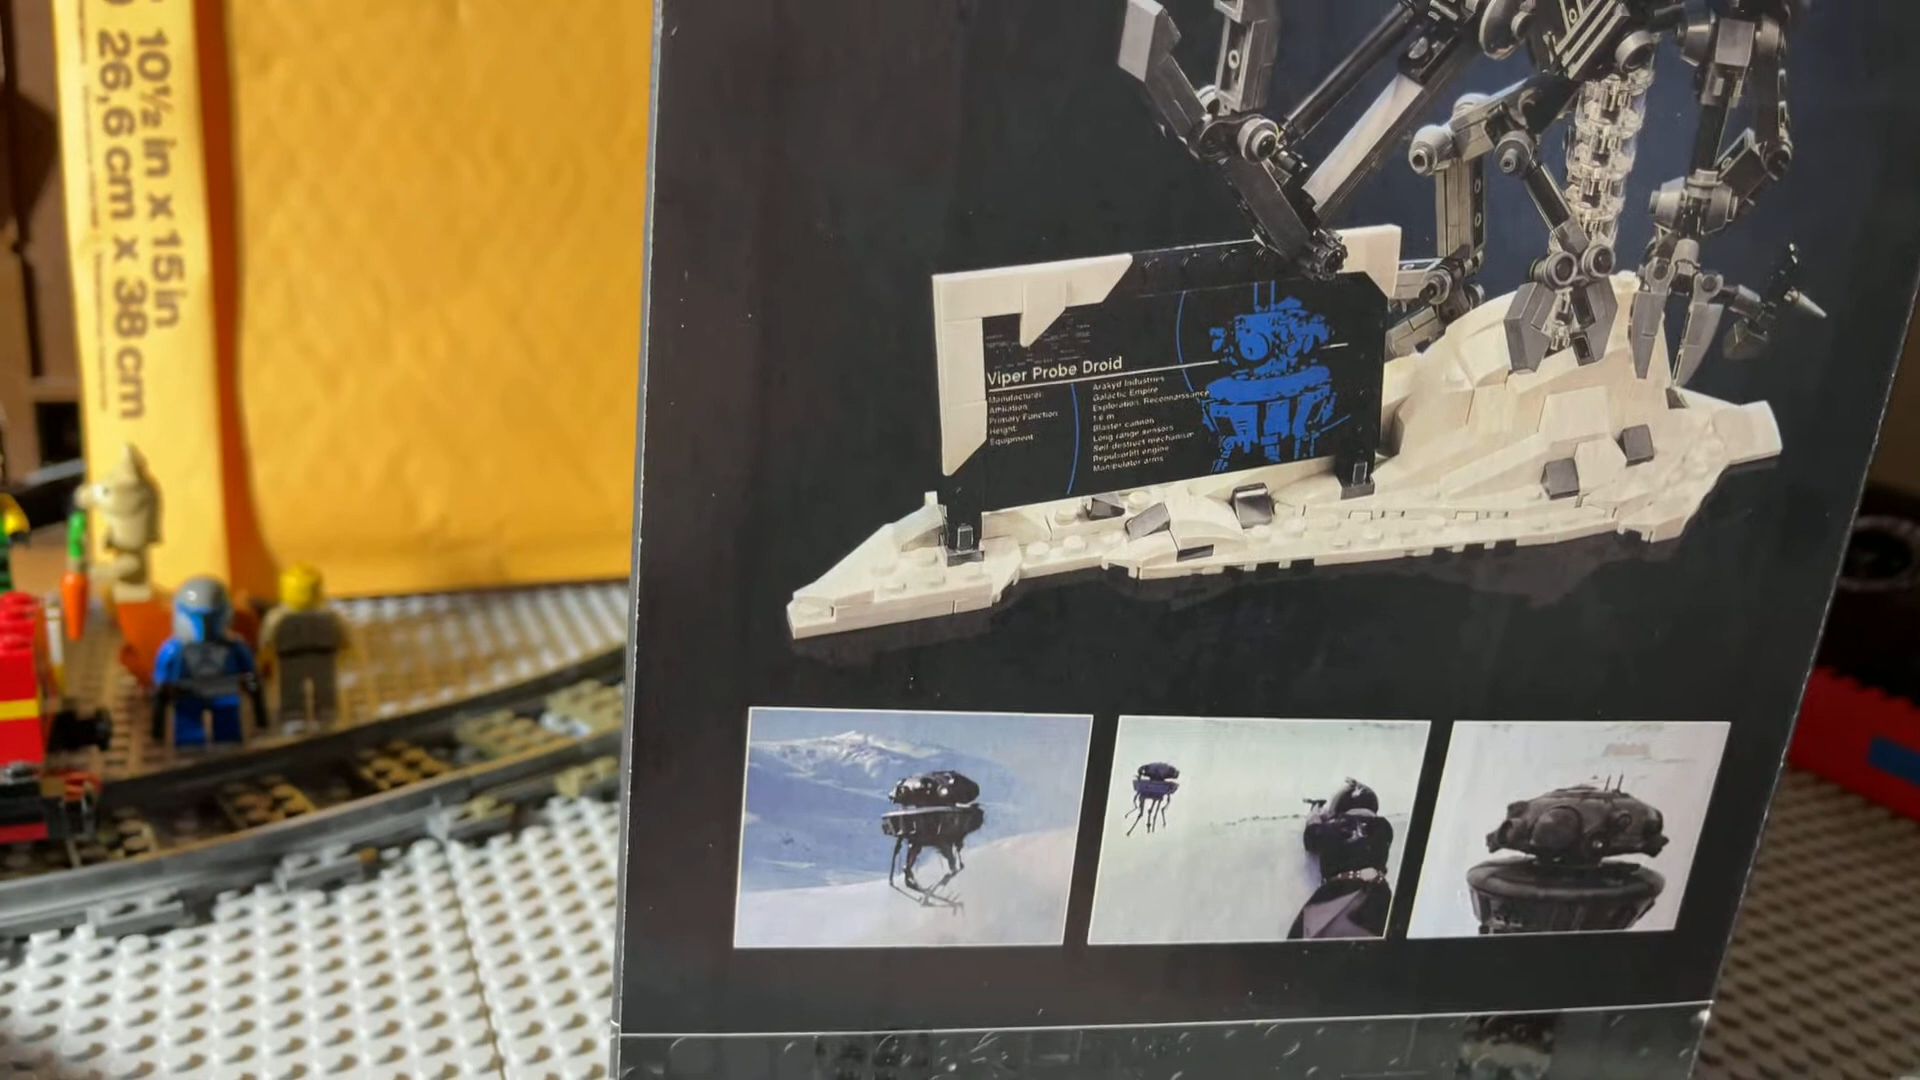 10½ in x 15 in
26,6 cm x 38 cm
Viper Probe Droid
Manufacturer: Arakyd Industries
Affiliation: Galactic Empire
Primary Function: Exploration, Reconnaissance
Height: 1.6 m
Equipment: Blaster cannon
Long range sensors
Self-destruct mechanism
Repulsorlift engine
Manipulator arms